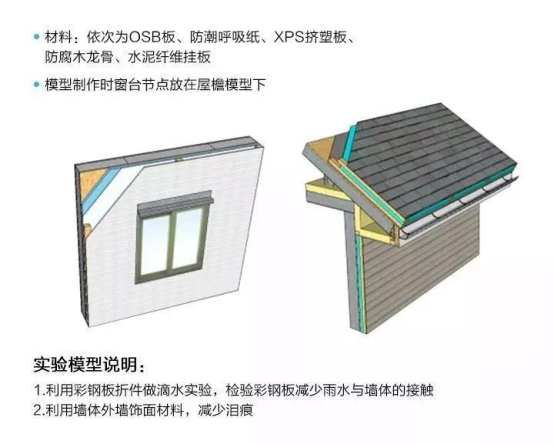 • 材料：依次为OSB板、防潮呼吸纸、XPS挤塑板、
防腐木龙骨、水泥纤维挂板
• 模型制作时窗台节点放在屋檐模型下
实验模型说明：
1.利用彩钢板折件做滴水实验，检验彩钢板减少雨水与墙体的接触
2.利用墙体外墙饰面材料，减少泪痕